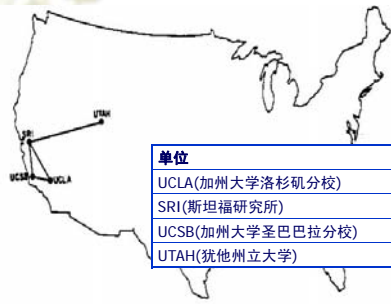 UTAH
SRI
UCSB
UCLA
单位
UCLA(加州大学洛杉矶分校)
SRI(斯坦福研究所)
UCSB(加州大学圣巴巴拉分校)
UTAH(犹他州立大学)